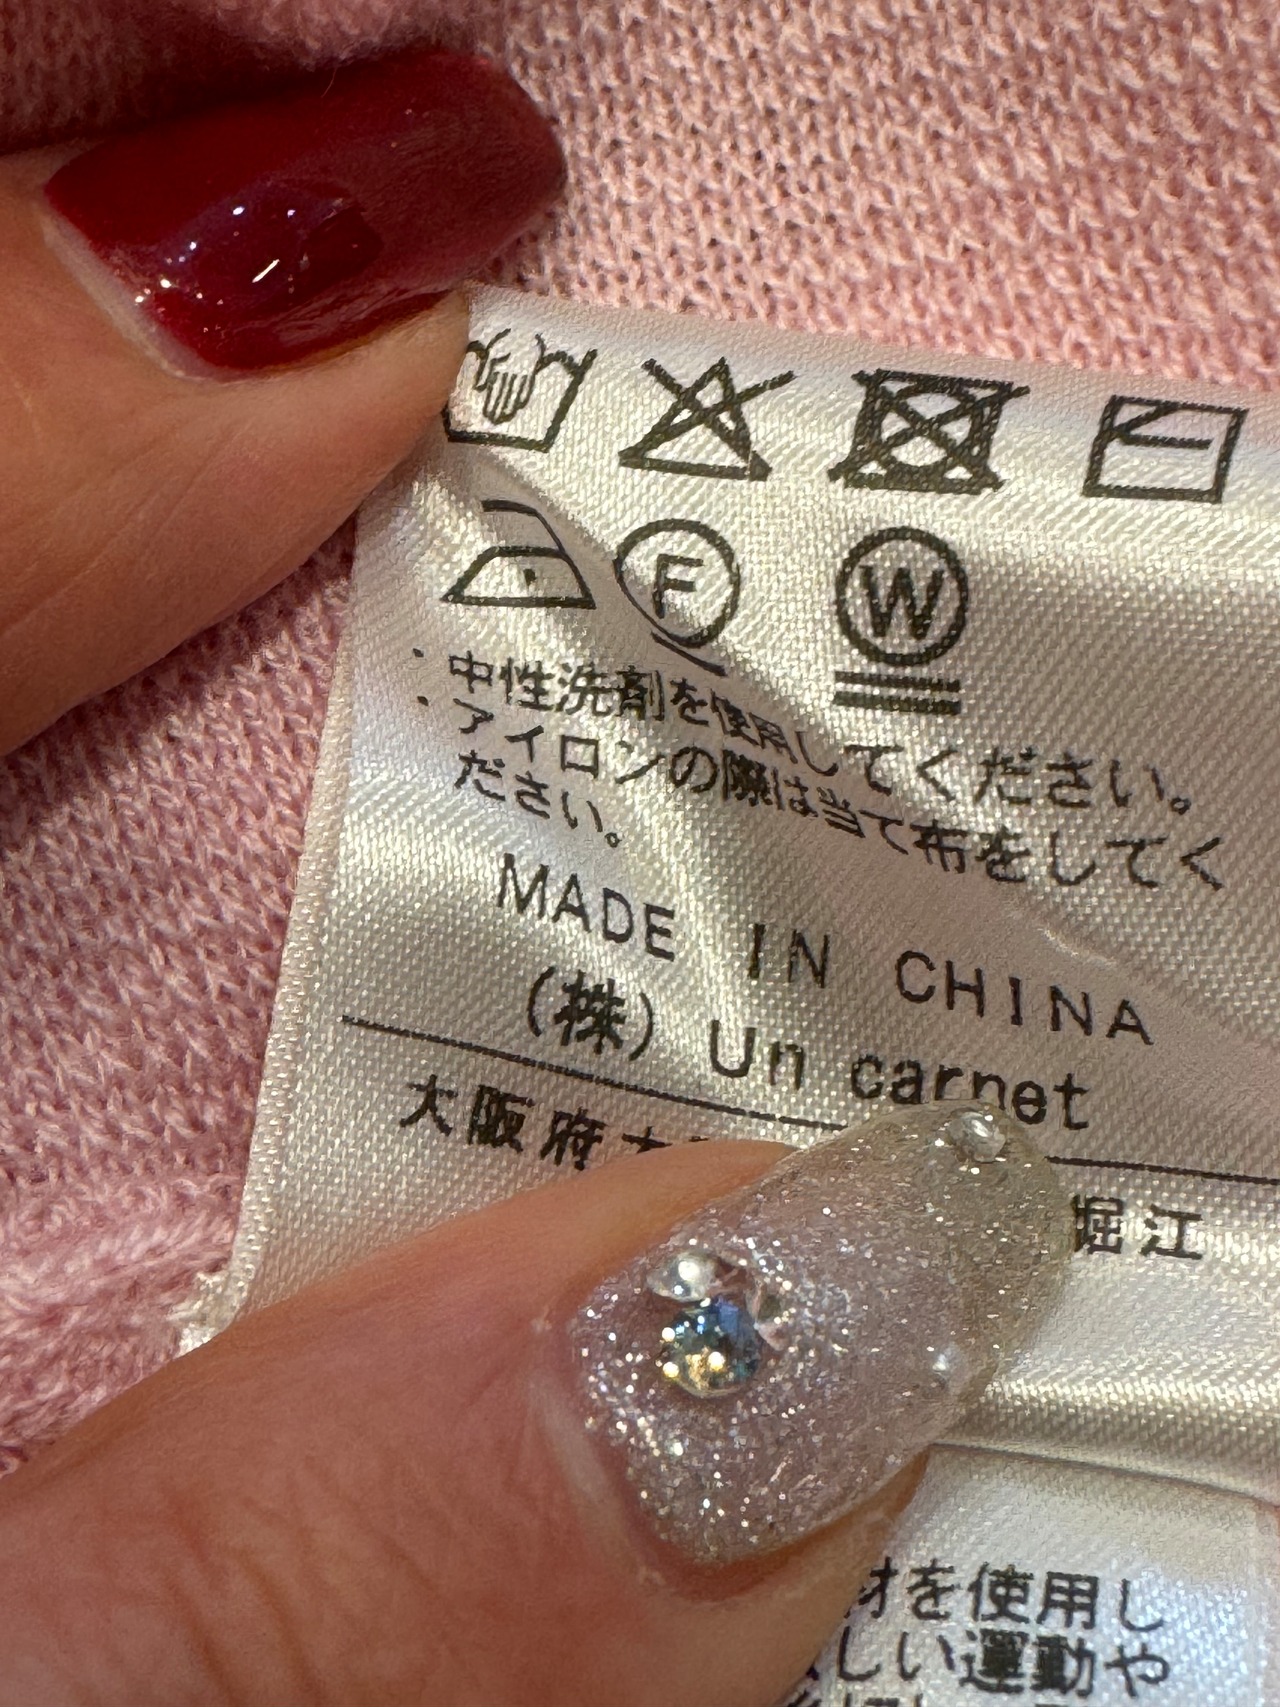 F W
・中性洗剤を使用してください。
・アイロンの際は当て布をしてく
ださい。
MADE IN CHINA
(株) Un carnet
大阪府 堀江
を使用し
しい運動や